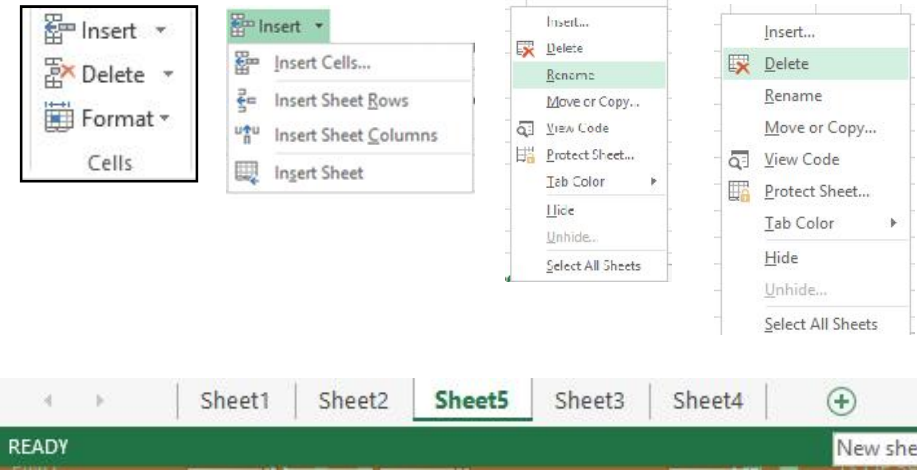 Insert
Delete
Format
Cells
Insert
Insert Cells...
Insert Sheet Rows
Insert Sheet Columns
Insert Sheet
Insert...
Delete
Rename
Move or Copy...
View Code
Protect Sheet...
Tab Color
Hide
Unhide...
Select All Sheets
Insert...
Delete
Rename
Move or Copy...
View Code
Protect Sheet...
Tab Color
Hide
Unhide...
Select All Sheets
Sheet1 Sheet2 Sheet5 Sheet3 Sheet4
READY New she